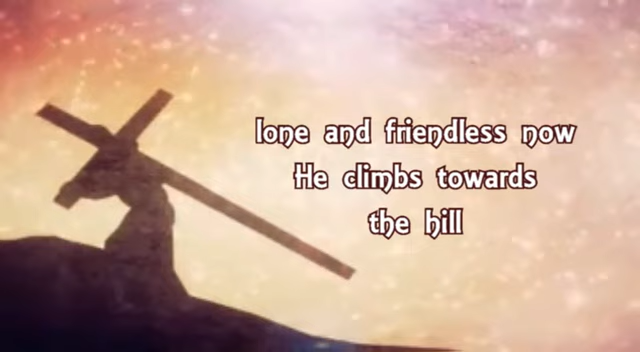 lone and friendless now
He climbs towards
the hill